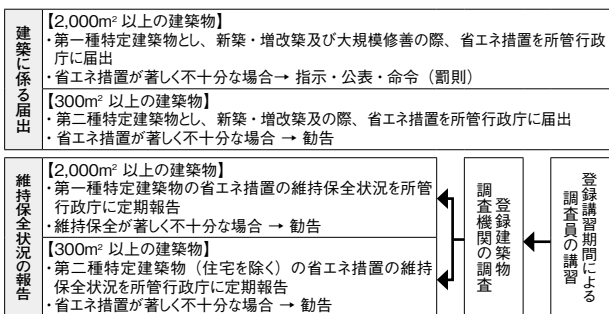 建築に係る届出
【2,000m² 以上の建築物】
・第一種特定建築物とし、新築・増改築及び大規模修善の際、省エネ措置を所管行政
庁に届出
・省エネ措置が著しく不十分な場合→ 指示・公表・命令（罰則）
【300m² 以上の建築物】
・第二種特定建築物とし、新築・増改築及の際、省エネ措置を所管行政庁に届出
・省エネ措置が著しく不十分な場合 → 勧告
維持保全状況の報告
【2,000m² 以上の建築物】
・第一種特定建築物の省エネ措置の維持保全状況を所管
行政庁に定期報告
・維持保全が著しく不十分な場合 → 勧告
【300m² 以上の建築物】
・第二種特定建築物（住宅を除く）の省エネ措置の維持
保全状況を所管行政庁に定期報告
・省エネ措置が著しく不十分な場合 → 勧告
登録建築物
調査機関の調査
登録講習期間による
調査員の講習